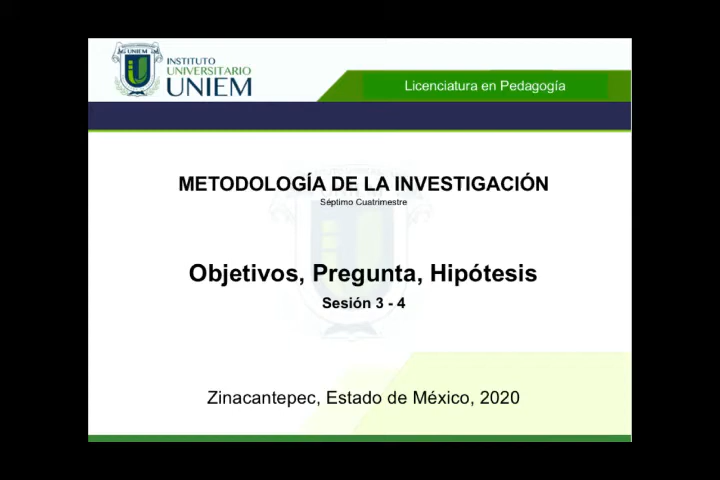 UNIEM
INSTITUTO
UNIVERSITARIO
UNIEM
Licenciatura en Pedagogía
METODOLOGÍA DE LA INVESTIGACIÓN
Séptimo Cuatrimestre
Objetivos, Pregunta, Hipótesis
Sesión 3 - 4
Zinacantepec, Estado de México, 2020